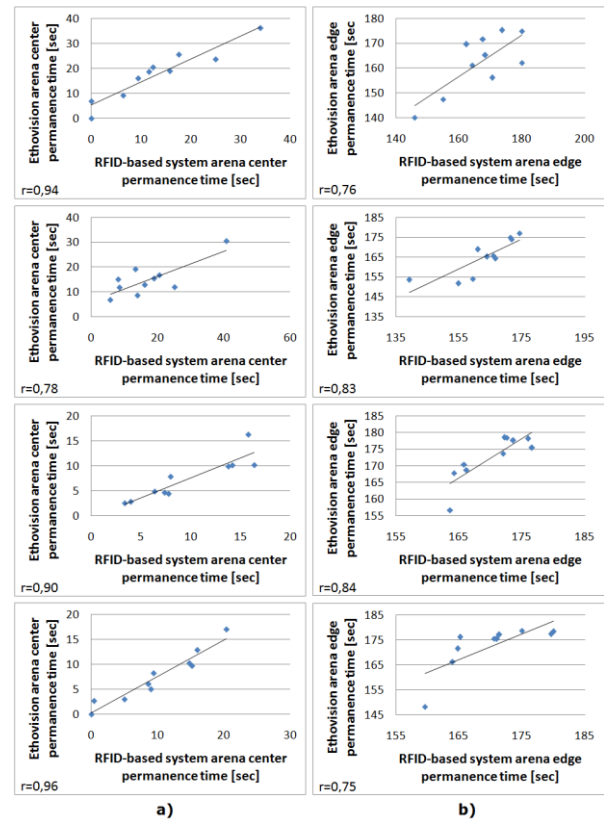 Ethovision arena center
permanence time [sec]
40
30
20
10
0
0 10 20 30 40
RFID-based system arena center
permanence time [sec]
r=0,94
Ethovision arena edge
permanence time [sec
180
170
160
150
140
140 160 180 200
RFID-based system arena edge
permanence time [sec]
r=0,76
Ethovision arena center
permanence time [sec]
40
30
20
10
0
0 20 40 60
RFID-based system arena center
permanence time [sec]
r=0,78
Ethovision arena edge
permanence time [sec]
185
175
165
155
145
135
135 155 175 195
RFID-based system arena edge
permanence time [sec]
r=0,83
Ethovision arena center
permanence time [sec]
20
15
10
5
0
0 5 10 15 20
RFID-based system arena center
permanence time [sec]
r=0,90
Ethovision arena edge
permanence time [sec]
185
175
165
155
155 165 175 185
RFID-based system arena edge
permanence time [sec]
r=0,84
Ethovision arena center
permanence time [sec]
20
15
10
5
0
0 10 20 30
RFID-based system arena center
permanence time [sec]
r=0,96
Ethovision arena edge
permanence time [sec]
185
175
165
155
145
155 165 175 185
RFID-based system arena edge
permanence time [sec]
r=0,75
a) b)